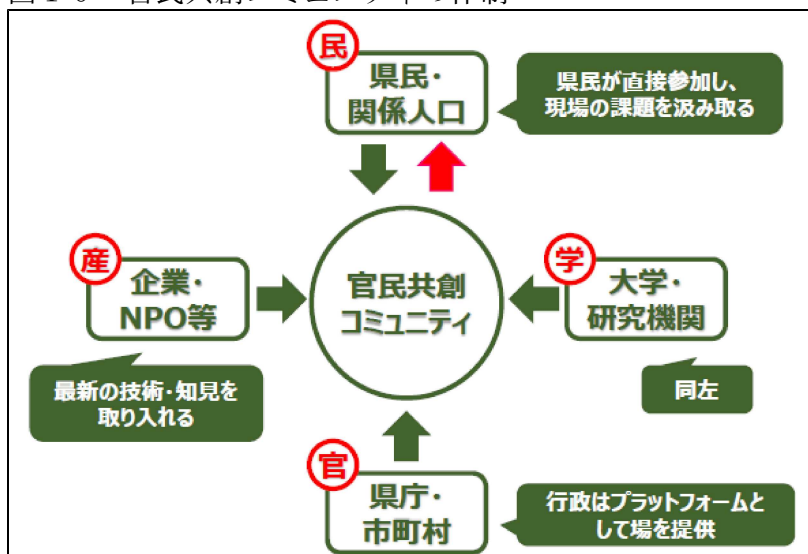 民
県民・
関係人口
県民が直接参加し、
現場の課題を汲み取る
産
企業・
NPO等
官民共創
コミュニティ
学
大学・
研究機関
最新の技術・知見を
取り入れる
同左
官
県庁・
市町村
行政はプラットフォームと
して場を提供